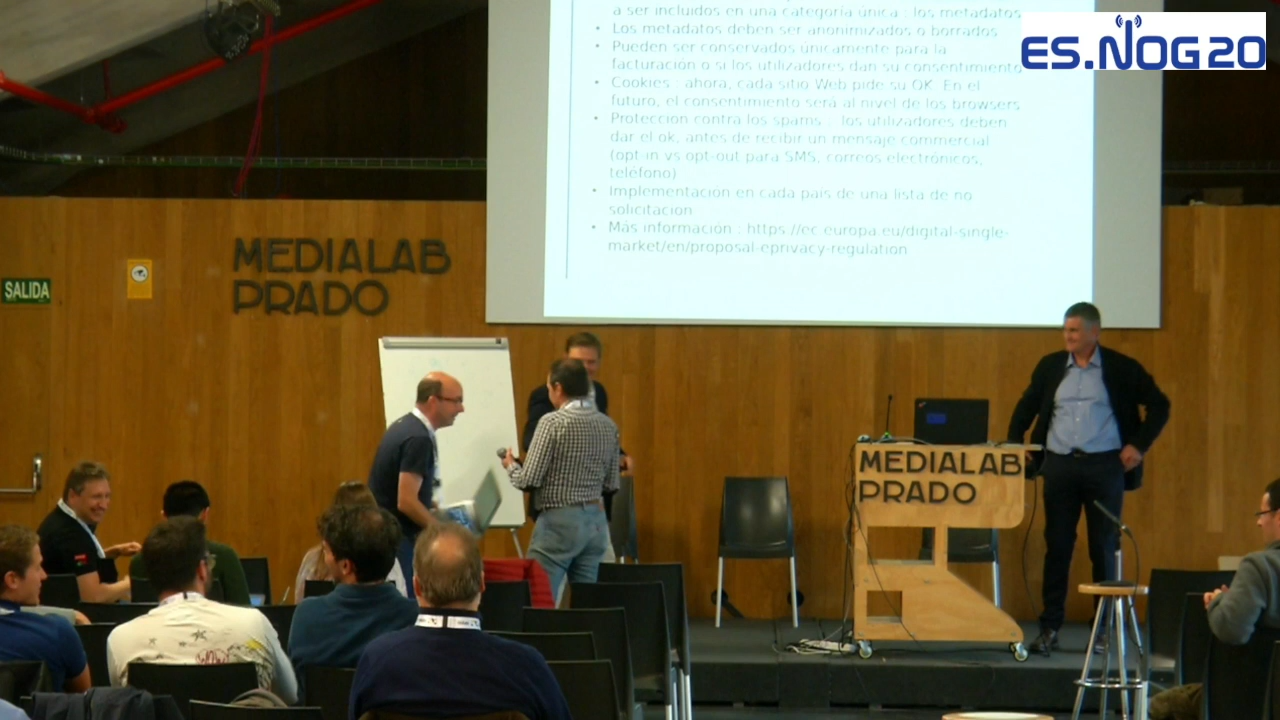 a ser incluidos en una categoría única : los metadatos
• Los metadatos deben ser anonimizados o borrados
• Pueden ser conservados unicamente para la
facturación o si los utilizadores dan su consentimiento
• Cookies : ahora, cada sitio Web pide su OK. En el
futuro, el consentimiento será al nivel de los browsers
• Protección contra los spams : los utilizadores deben
dar el ok, antes de recibir un mensaje commercial
(opt-in vs opt-out para SMS, correos electrónicos,
teléfono)
• Implementación en cada país de una lista de no
solicitacion
• Más información : https://ec.europa.eu/digital-single-
market/en/proposal-eprivacy-regulation
ES.NOG20
MEDIALAB
PRADO
SALIDA
MEDIALAB
PRADO